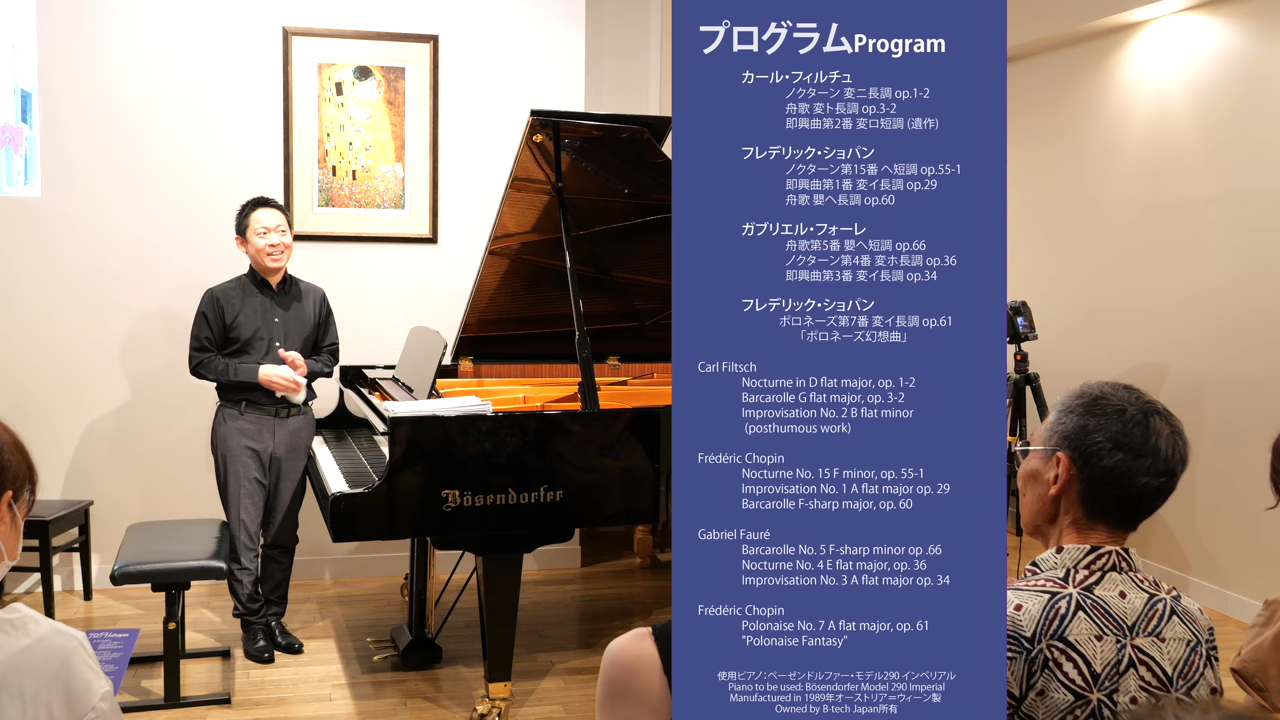 プログラムProgram
カール・フィルチュ
ノクターン 変ニ長調 op.1-2
舟歌 変ト長調 op.3-2
即興曲第2番 変ロ短調 (遺作)
フレデリック・ショパン
ノクターン第15番 ヘ短調 op.55-1
即興曲第1番 変イ長調 op.29
舟歌 嬰ヘ長調 op.60
ガブリエル・フォーレ
舟歌第5番 嬰ヘ短調 op.66
ノクターン第4番 変ホ長調 op.36
即興曲第3番 変イ長調 op.34
フレデリック・ショパン
ポロネーズ第7番 変イ長調 op.61
「ポロネーズ幻想曲」
Carl Filtsch
Nocturne in D flat major, op. 1-2
Barcarolle G flat major, op. 3-2
Improvisation No. 2 B flat minor
(posthumous work)
Frédéric Chopin
Nocturne No. 15 F minor, op. 55-1
Improvisation No. 1 A flat major op. 29
Barcarolle F-sharp major, op. 60
Gabriel Fauré
Barcarolle No. 5 F-sharp minor op .66
Nocturne No. 4 E flat major, op. 36
Improvisation No. 3 A flat major op. 34
Frédéric Chopin
Polonaise No. 7 A flat major, op. 61
"Polonaise Fantasy"
使用ピアノ：ベーゼンドルファー・モデル290 インペリアル
Piano to be used: Bösendorfer Model 290 Imperial
Manufactured in 1989年オーストリア＝ウィーン製
Owned by B-tech Japan所有
Bösendorfer
プログラムProgram